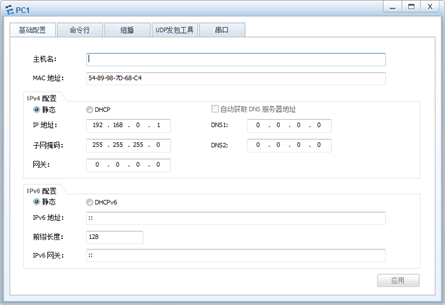 PC1
基础配置 命令行 组播 UDP发包工具 串口
主机名:
MAC 地址: 54-89-98-7D-68-C4
IPv4 配置
静态 DHCP 自动获取 DNS 服务器地址
IP 地址: 192 . 168 . 0 . 1 DNS1: 0 . 0 . 0 . 0
子网掩码: 255 . 255 . 255 . 0 DNS2: 0 . 0 . 0 . 0
网关: 0 . 0 . 0 . 0
IPv6 配置
静态 DHCPv6
IPv6 地址: ::
前缀长度: 128
IPv6 网关: ::
应用